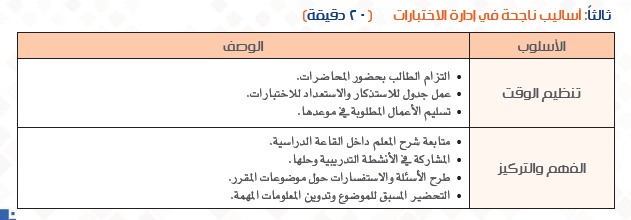 ثالثاً: أساليب ناجحة في إدارة الاختبارات (٢٠ دقيقة)
الأسلوب
الوصف
تنظيم الوقت
• التزام الطالب بحضور المحاضرات.
• عمل جدول للاستذكار والاستعداد للاختبارات.
• تسليم الأعمال المطلوبة في موعدها.
الفهم والتركيز
• متابعة شرح المعلم داخل القاعة الدراسية.
• المشاركة في الأنشطة التدريبية وحلها.
• طرح الأسئلة والاستفسارات حول موضوعات المقرر.
• التحضير المسبق للموضوع وتدوين المعلومات المهمة.